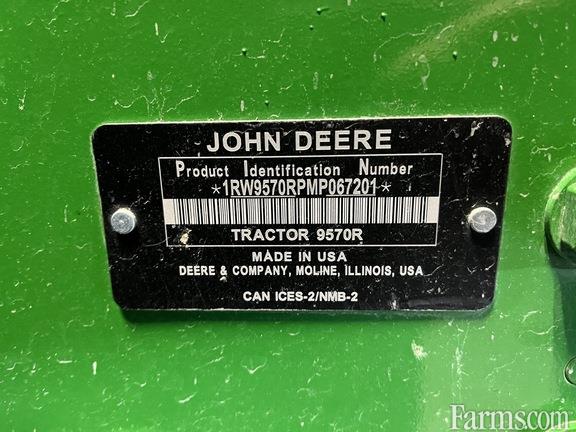 JOHN DEERE
Product Identification Number
*1RW9570RPMP067201*
TRACTOR 9570R
MADE IN USA
DEERE & COMPANY, MOLINE, ILLINOIS, USA
CAN ICES-2/NMB-2
Farms.com